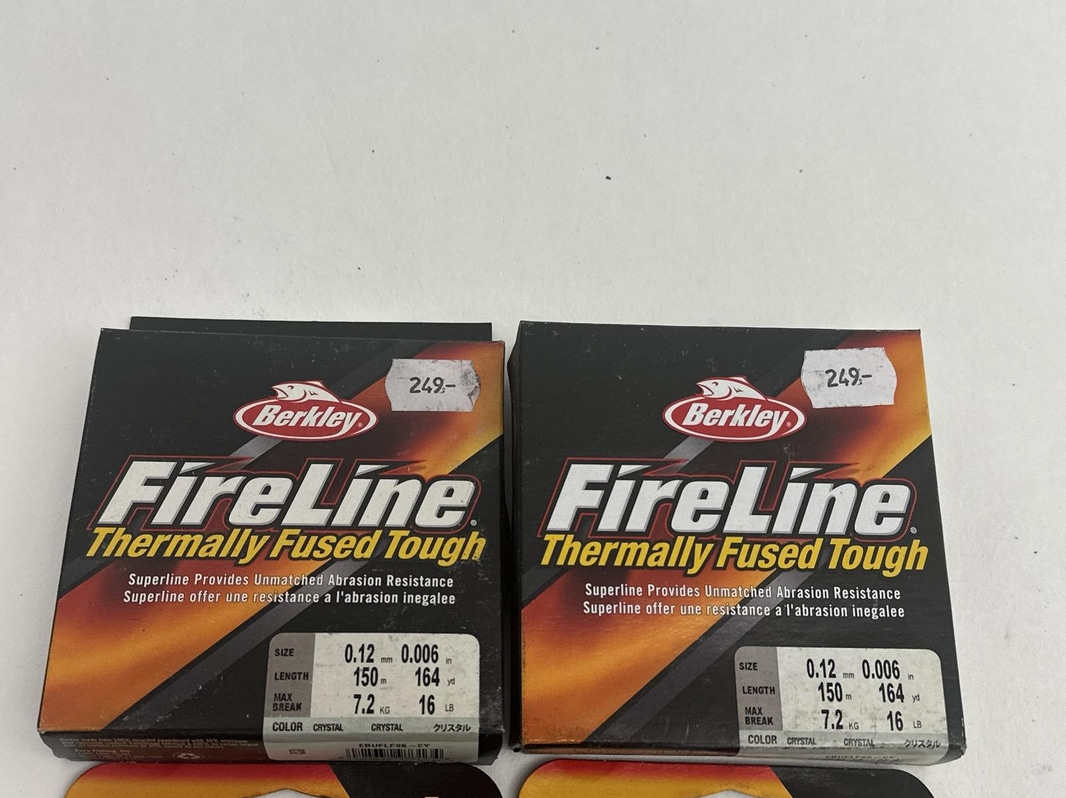 249.-
Berkley
FireLine
Thermally Fused Tough
Superline Provides Unmatched Abrasion Resistance
Superline offer une resistance a l'abrasion inegalee
SIZE 0.12 mm 0.006 in
LENGTH 150 m 164 yd
MAX BREAK 7.2 KG 16 LB
COLOR CRYSTAL CRYSTAL クリスタル
EBUFLFS6-CY
249.-
Berkley
FireLine
Thermally Fused Tough
Superline Provides Unmatched Abrasion Resistance
Superline offer une resistance a l'abrasion inegalee
SIZE 0.12 mm 0.006 in
LENGTH 150 m 164 yd
MAX BREAK 7.2 KG 16 LB
COLOR CRYSTAL CRYSTAL クリスタル